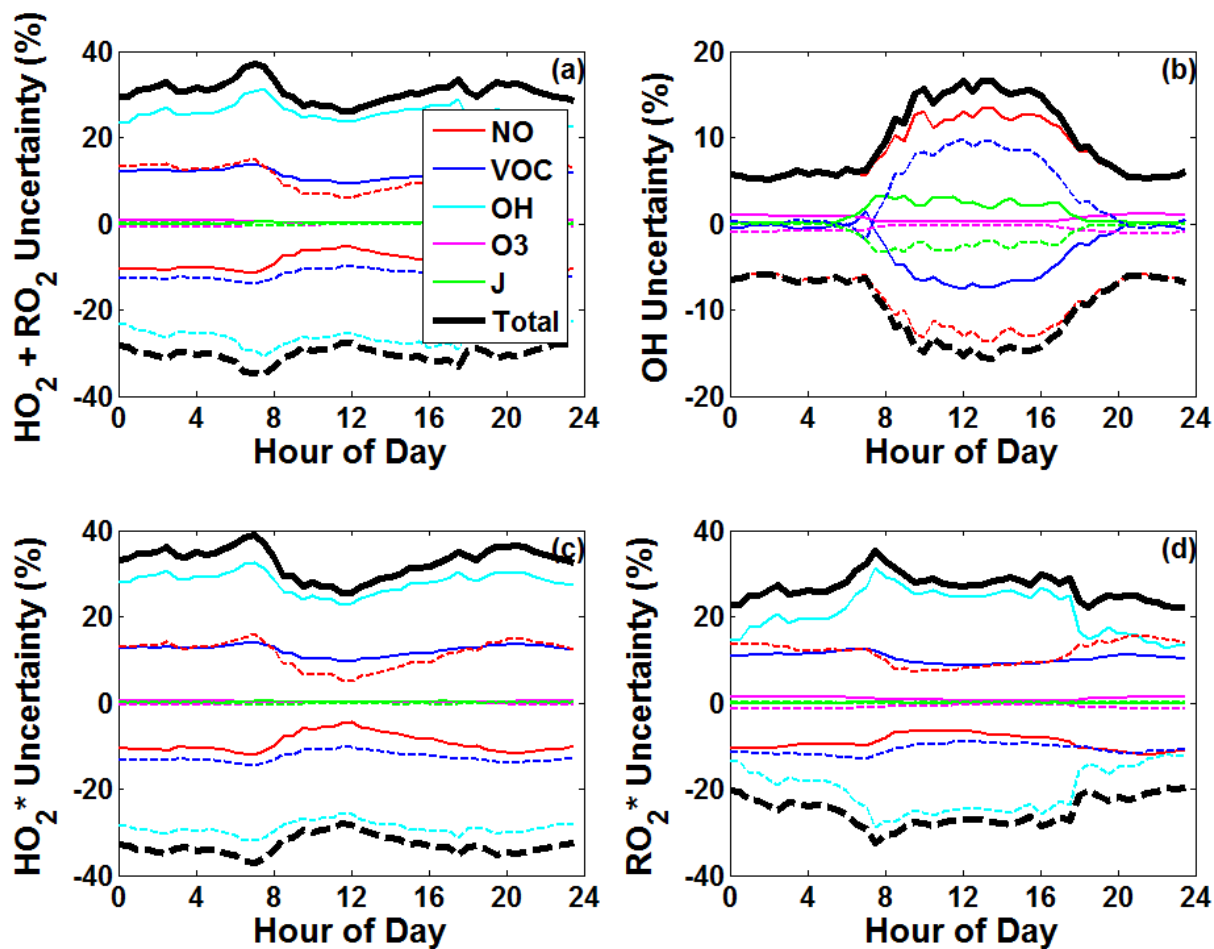 HO2 + RO2 Uncertainty (%)
40
20
0
-20
-40
(a)
NO
VOC
OH
O3
J
Total
0 4 8 12 16 20 24
Hour of Day
OH Uncertainty (%)
20
10
0
-10
-20
(b)
0 4 8 12 16 20 24
Hour of Day
HO2* Uncertainty (%)
40
20
0
-20
-40
(c)
0 4 8 12 16 20 24
Hour of Day
RO2* Uncertainty (%)
40
20
0
-20
-40
(d)
0 4 8 12 16 20 24
Hour of Day